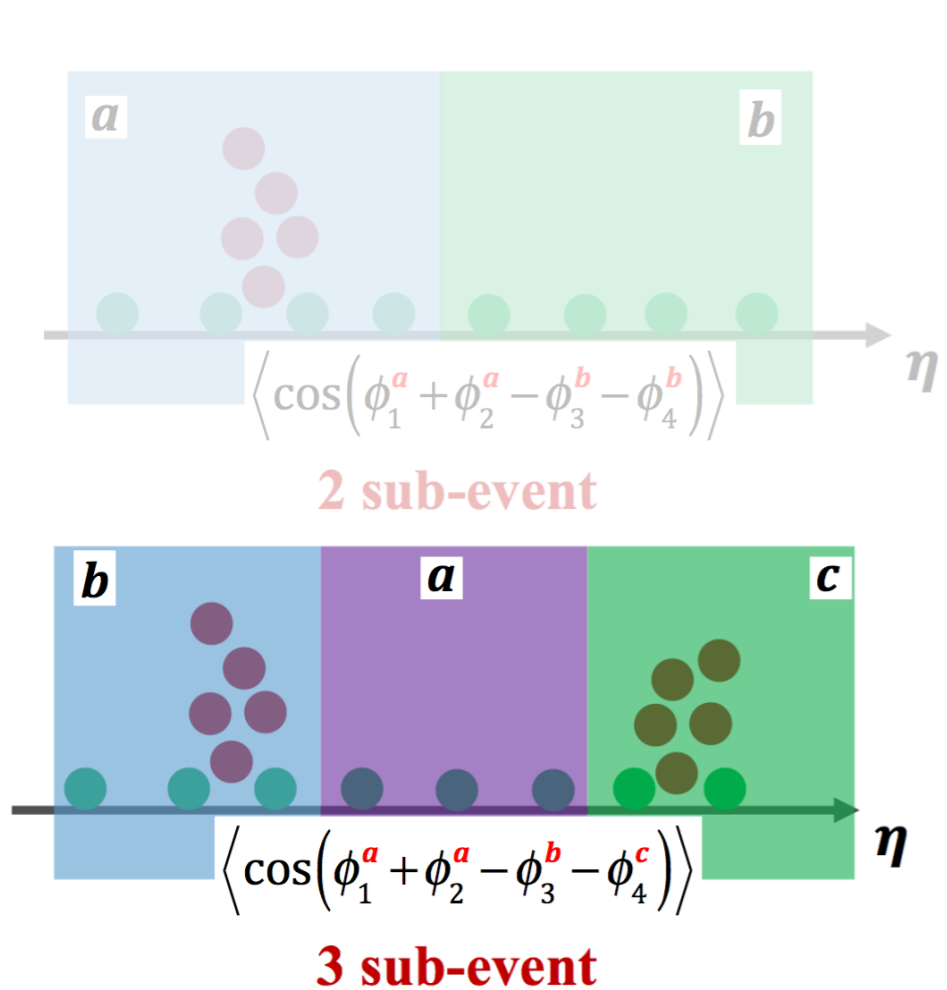 a b
η
⟨cos(ϕ₁ᵃ + ϕ₂ᵃ − ϕ₃ᵇ − ϕ₄ᵇ)⟩
2 sub-event
b a c
η
⟨cos(ϕ₁ᵃ + ϕ₂ᵃ − ϕ₃ᵇ − ϕ₄ᶜ)⟩
3 sub-event